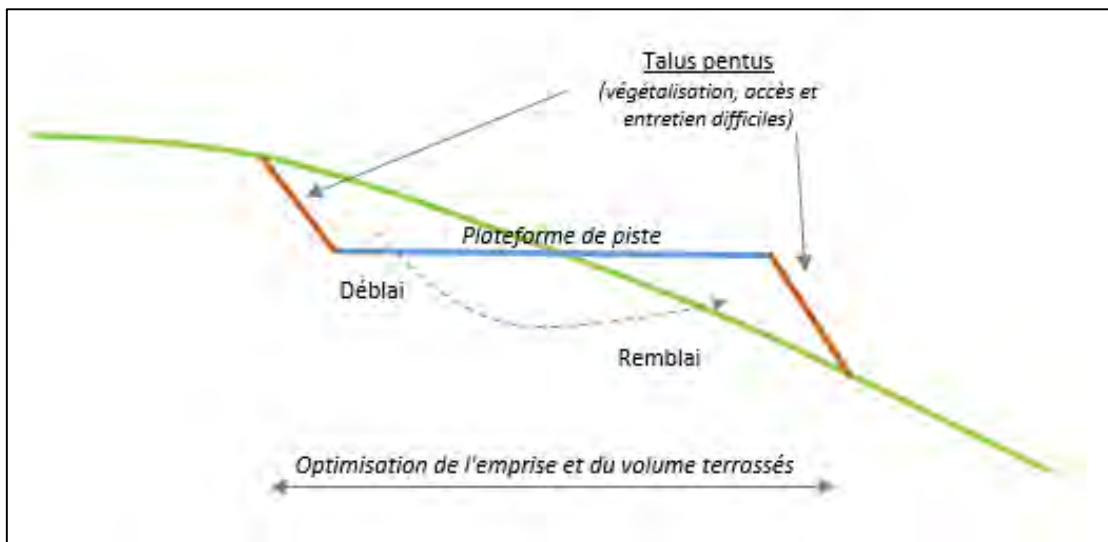 Talus pentus
(végétalisation, accès et
entretien difficiles)
Plateforme de piste
Déblai
Remblai
Optimisation de l'emprise et du volume terrassés